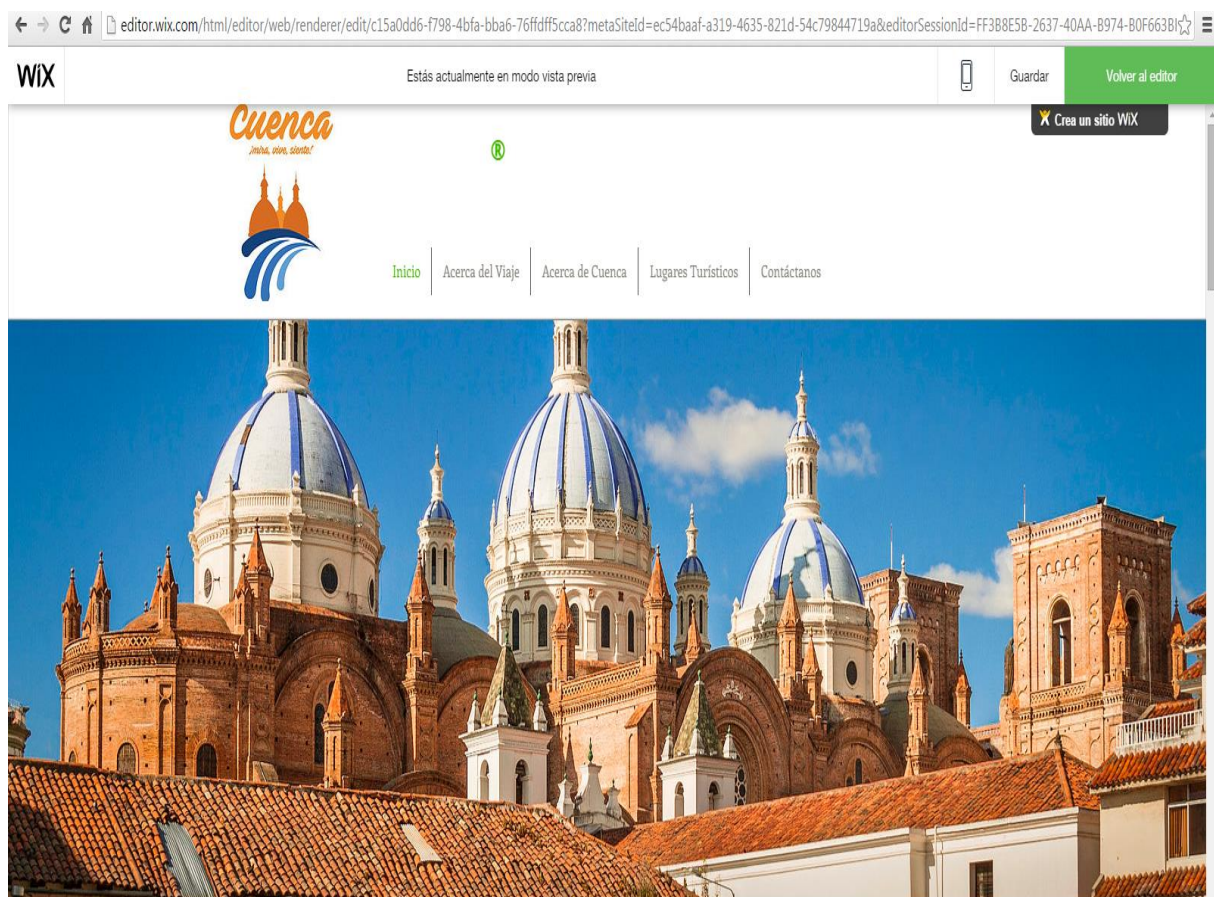 editor.wix.com/html/editor/web/renderer/edit/c15a0dd6-f798-4bfa-bba6-76ffdff5cca8?metaSiteId=ec54baaf-a319-4635-821d-54c79844719a&editorSessionId=FF3B8E5B-2637-40AA-B974-B0F663BI
WiX
Estás actualmente en modo vista previa
Guardar
Volver al editor
Crea un sitio WiX
Cuenca
¡mira, vive, siente!
®
Inicio
Acerca del Viaje
Acerca de Cuenca
Lugares Turísticos
Contáctanos